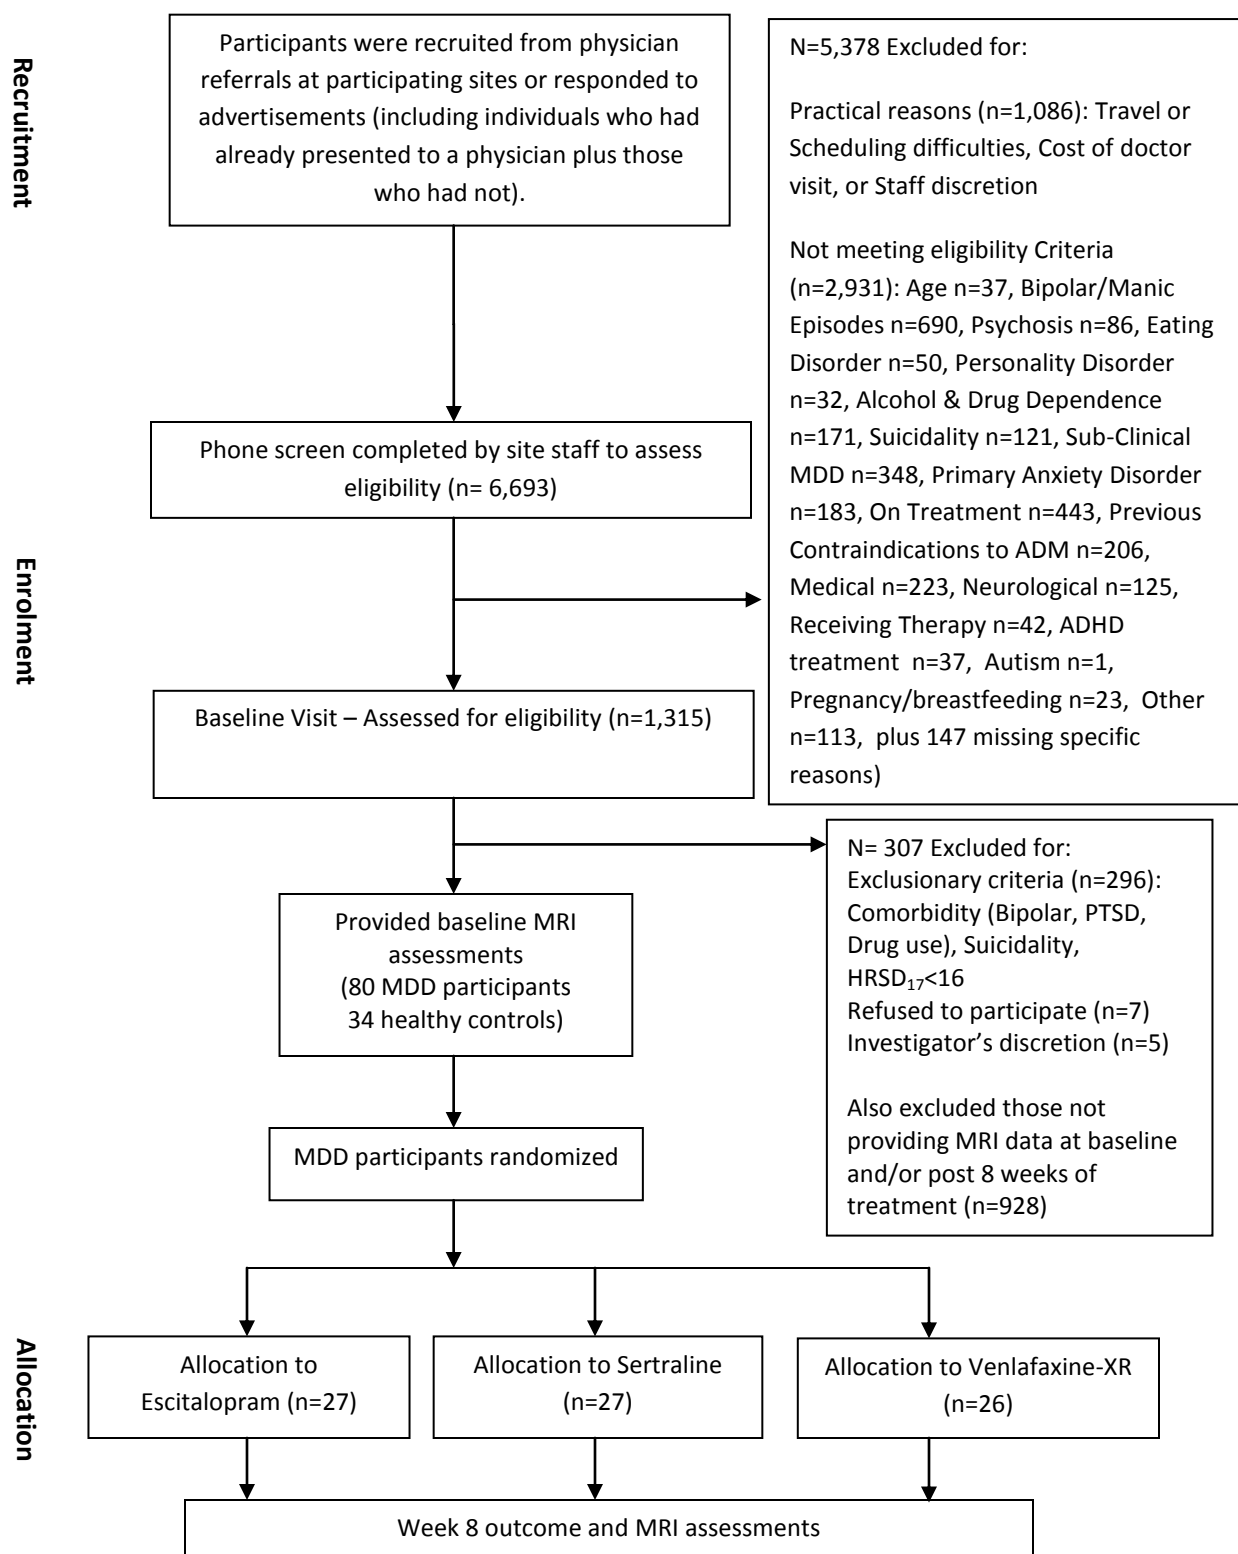 Recruitment
Participants were recruited from physician
referrals at participating sites or responded to
advertisements (including individuals who had
already presented to a physician plus those
who had not).
N=5,378 Excluded for:
Practical reasons (n=1,086): Travel or
Scheduling difficulties, Cost of doctor
visit, or Staff discretion
Not meeting eligibility Criteria
(n=2,931): Age n=37, Bipolar/Manic
Episodes n=690, Psychosis n=86, Eating
Disorder n=50, Personality Disorder
n=32, Alcohol & Drug Dependence
n=171, Suicidality n=121, Sub-Clinical
MDD n=348, Primary Anxiety Disorder
n=183, On Treatment n=443, Previous
Contraindications to ADM n=206,
Medical n=223, Neurological n=125,
Receiving Therapy n=42, ADHD
treatment n=37, Autism n=1,
Pregnancy/breastfeeding n=23, Other
n=113, plus 147 missing specific
reasons)
Phone screen completed by site staff to assess
eligibility (n= 6,693)
Enrolment
Baseline Visit – Assessed for eligibility (n=1,315)
N= 307 Excluded for:
Exclusionary criteria (n=296):
Comorbidity (Bipolar, PTSD,
Drug use), Suicidality,
HRSD₁₇<16
Refused to participate (n=7)
Investigator’s discretion (n=5)
Also excluded those not
providing MRI data at baseline
and/or post 8 weeks of
treatment (n=928)
Provided baseline MRI
assessments
(80 MDD participants
34 healthy controls)
MDD participants randomized
Allocation
Allocation to
Escitalopram (n=27)
Allocation to Sertraline
(n=27)
Allocation to Venlafaxine-XR
(n=26)
Week 8 outcome and MRI assessments